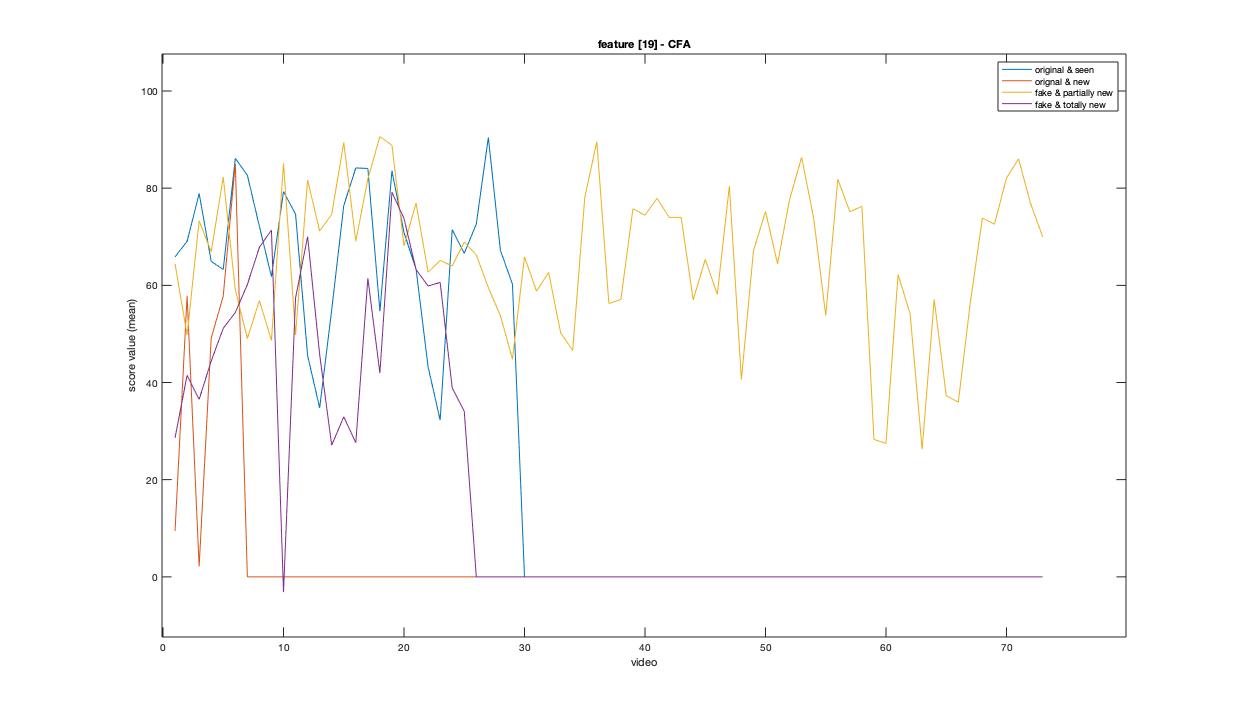 feature [19] - CFA
original & seen
orignal & new
fake & partially new
fake & totally new
score value (mean)
100
80
60
40
20
0
0 10 20 30 40 50 60 70
video